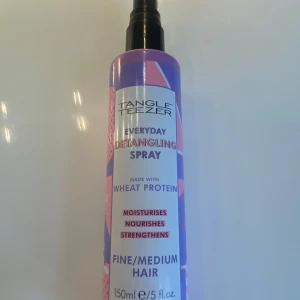 TANGLE
TEEZER
EVERYDAY
DETANGLING
SPRAY
MADE WITH
WHEAT PROTEIN
MOISTURISES
NOURISHES
STRENGTHENS
FINE/MEDIUM
HAIR
150ml e/5 fl.oz